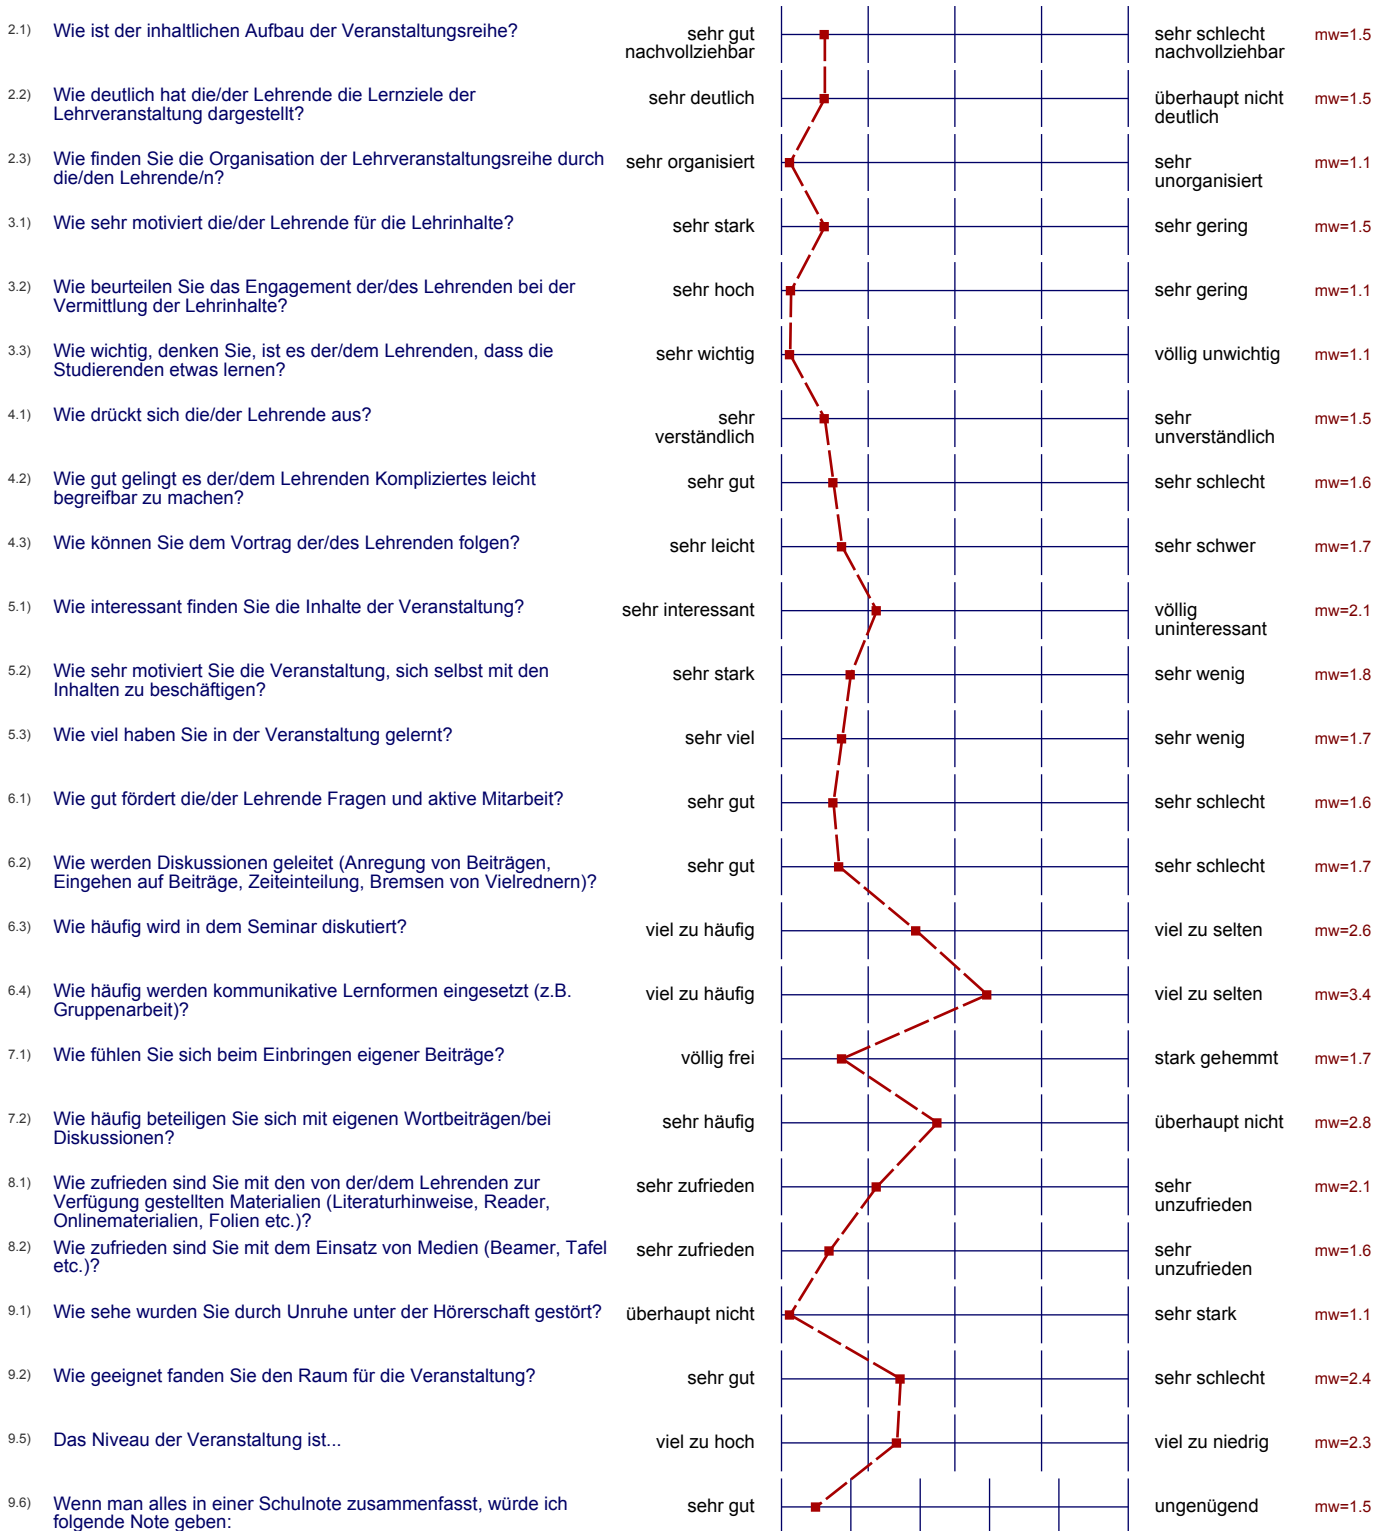 2.1) Wie ist der inhaltlichen Aufbau der Veranstaltungsreihe? sehr gut sehr schlecht mw=1.5
nachvollziehbar nachvollziehbar
2.2) Wie deutlich hat die/der Lehrende die Lernziele der sehr deutlich überhaupt nicht mw=1.5
Lehrveranstaltung dargestellt? deutlich
2.3) Wie finden Sie die Organisation der Lehrveranstaltungsreihe durch sehr organisiert sehr mw=1.1
die/den Lehrende/n? unorganisiert
3.1) Wie sehr motiviert die/der Lehrende für die Lehrinhalte? sehr stark sehr gering mw=1.5
3.2) Wie beurteilen Sie das Engagement der/des Lehrenden bei der sehr hoch sehr gering mw=1.1
Vermittlung der Lehrinhalte?
3.3) Wie wichtig, denken Sie, ist es der/dem Lehrenden, dass die sehr wichtig völlig unwichtig mw=1.1
Studierenden etwas lernen?
4.1) Wie drückt sich die/der Lehrende aus? sehr sehr mw=1.5
verständlich unverständlich
4.2) Wie gut gelingt es der/dem Lehrenden Kompliziertes leicht sehr gut sehr schlecht mw=1.6
begreifbar zu machen?
4.3) Wie können Sie dem Vortrag der/des Lehrenden folgen? sehr leicht sehr schwer mw=1.7
5.1) Wie interessant finden Sie die Inhalte der Veranstaltung? sehr interessant völlig mw=2.1
uninteressant
5.2) Wie sehr motiviert Sie die Veranstaltung, sich selbst mit den sehr stark sehr wenig mw=1.8
Inhalten zu beschäftigen?
5.3) Wie viel haben Sie in der Veranstaltung gelernt? sehr viel sehr wenig mw=1.7
6.1) Wie gut fördert die/der Lehrende Fragen und aktive Mitarbeit? sehr gut sehr schlecht mw=1.6
6.2) Wie werden Diskussionen geleitet (Anregung von Beiträgen, sehr gut sehr schlecht mw=1.7
Eingehen auf Beiträge, Zeiteinteilung, Bremsen von Vielrednern)?
6.3) Wie häufig wird in dem Seminar diskutiert? viel zu häufig viel zu selten mw=2.6
6.4) Wie häufig werden kommunikative Lernformen eingesetzt (z.B. viel zu häufig viel zu selten mw=3.4
Gruppenarbeit)?
7.1) Wie fühlen Sie sich beim Einbringen eigener Beiträge? völlig frei stark gehemmt mw=1.7
7.2) Wie häufig beteiligen Sie sich mit eigenen Wortbeiträgen/bei sehr häufig überhaupt nicht mw=2.8
Diskussionen?
8.1) Wie zufrieden sind Sie mit den von der/dem Lehrenden zur sehr zufrieden sehr mw=2.1
Verfügung gestellten Materialien (Literaturhinweise, Reader, unzufrieden
Onlinematerialien, Folien etc.)?
8.2) Wie zufrieden sind Sie mit dem Einsatz von Medien (Beamer, Tafel sehr zufrieden sehr mw=1.6
etc.)? unzufrieden
9.1) Wie sehe wurden Sie durch Unruhe unter der Hörerschaft gestört? überhaupt nicht sehr stark mw=1.1
9.2) Wie geeignet fanden Sie den Raum für die Veranstaltung? sehr gut sehr schlecht mw=2.4
9.5) Das Niveau der Veranstaltung ist... viel zu hoch viel zu niedrig mw=2.3
9.6) Wenn man alles in einer Schulnote zusammenfasst, würde ich sehr gut ungenügend mw=1.5
folgende Note geben: